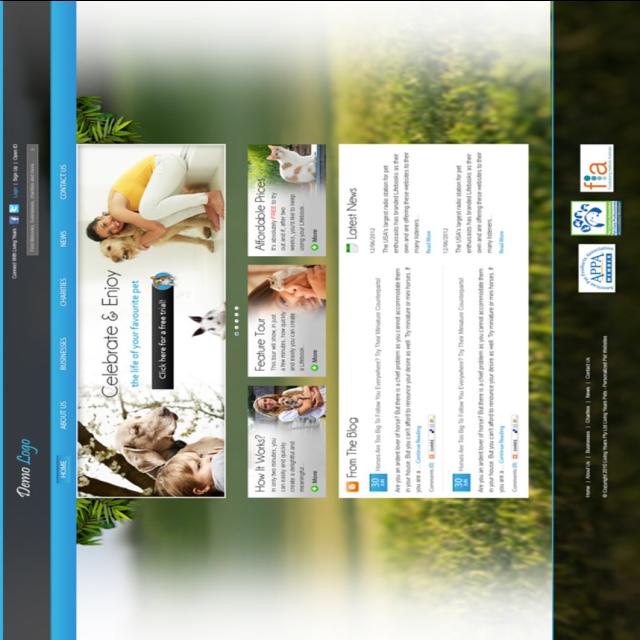 Demo Logo
Connect With Living Years
Login | Sign Up | Open ID
HOME
ABOUT US
BUSINESSES
CHARITIES
NEWS
CONTACT US
Celebrate & Enjoy
the life of your favourite pet
Click here for a free trial!
How It Works?
In only two minutes, you
can easily and quickly
create a insightful and
meaningful
More
Feature Tour
This tour will show, in just
a few minutes, how quickly
and easily you can create
More
Affordable Prices
It's absolutely FREE to try
out and if, after two
weeks, you'd like to keep
using your Lifebook
More
From The Blog
30
Horses Are Too Big To Follow You Everywhere? Try Their Miniature Counterparts!
Are you an ardent lover of horse? But there is a chief problem as you cannot accommodate them
in your house. But you can't afford to renounce your desire as well. Try miniature or mini horses. If
you are ... Continue Reading
Comments (0)
30
Horses Are Too Big To Follow You Everywhere? Try Their Miniature Counterparts!
Are you an ardent lover of horse? But there is a chief problem as you cannot accommodate them
in your house. But you can't afford to renounce your desire as well. Try miniature or mini horses. If
you are ... Continue Reading
Comments (0)
Latest News
12/06/2012
The USA's largest radio station for pet
enthusiasts has branded Lifebooks as their
own and are offering these websites to their
many listeners...
Read More
12/06/2012
The USA's largest radio station for pet
enthusiasts has branded Lifebooks as their
own and are offering these websites to their
many listeners...
Read More
Home | About Us | Businesses | Charities | News | Contact Us
© Copyright 2010 Living Years Pty Ltd Living Years Pets - Personalized Pet Websites
APPA
MEMBER
fia